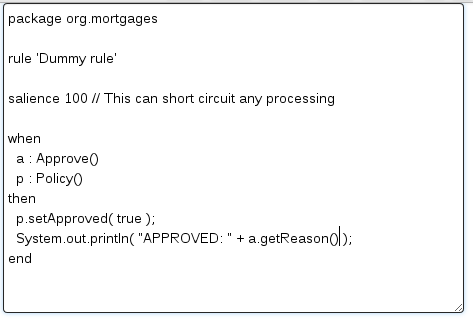 package org.mortgages
rule 'Dummy rule'
salience 100 // This can short circuit any processing
when
a : Approve()
p : Policy()
then
p.setApproved( true );
System.out.println( "APPROVED: " + a.getReason() );
end